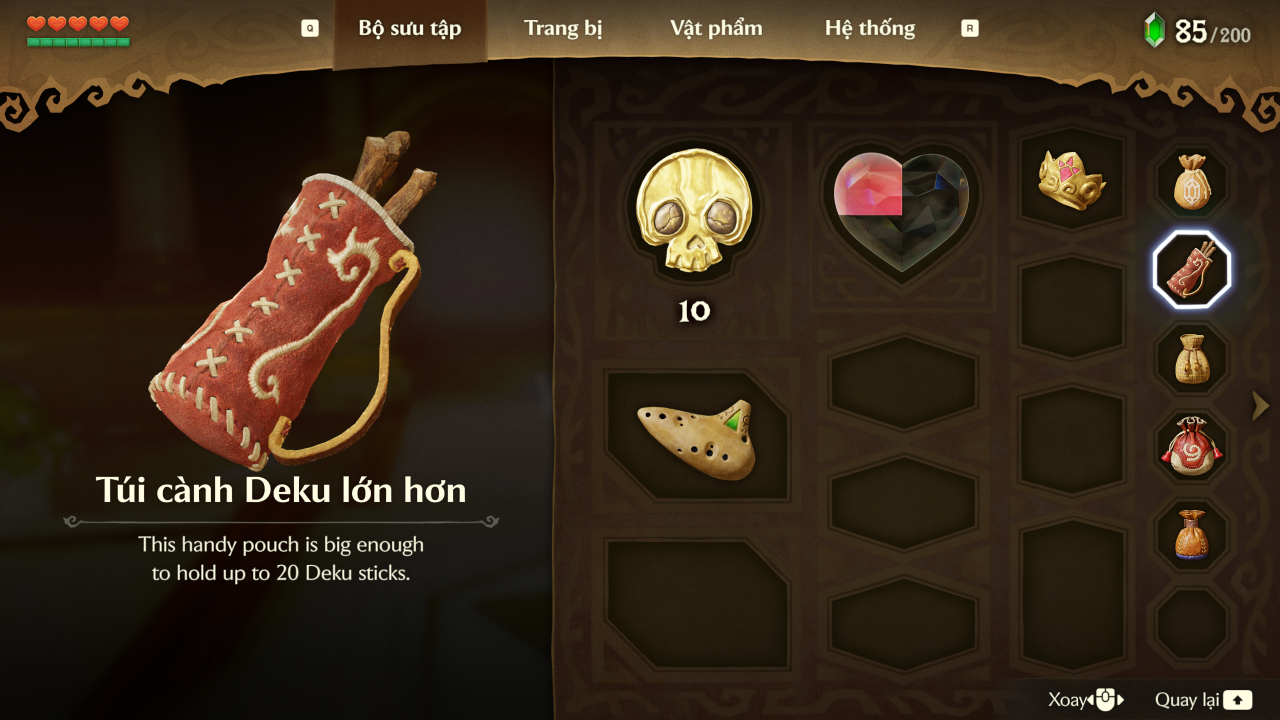 Q Bộ sưu tập Trang bị Vật phẩm Hệ thống R 85/200
10
Túi cành Deku lớn hơn
This handy pouch is big enough
to hold up to 20 Deku sticks.
Xoay Quay lại